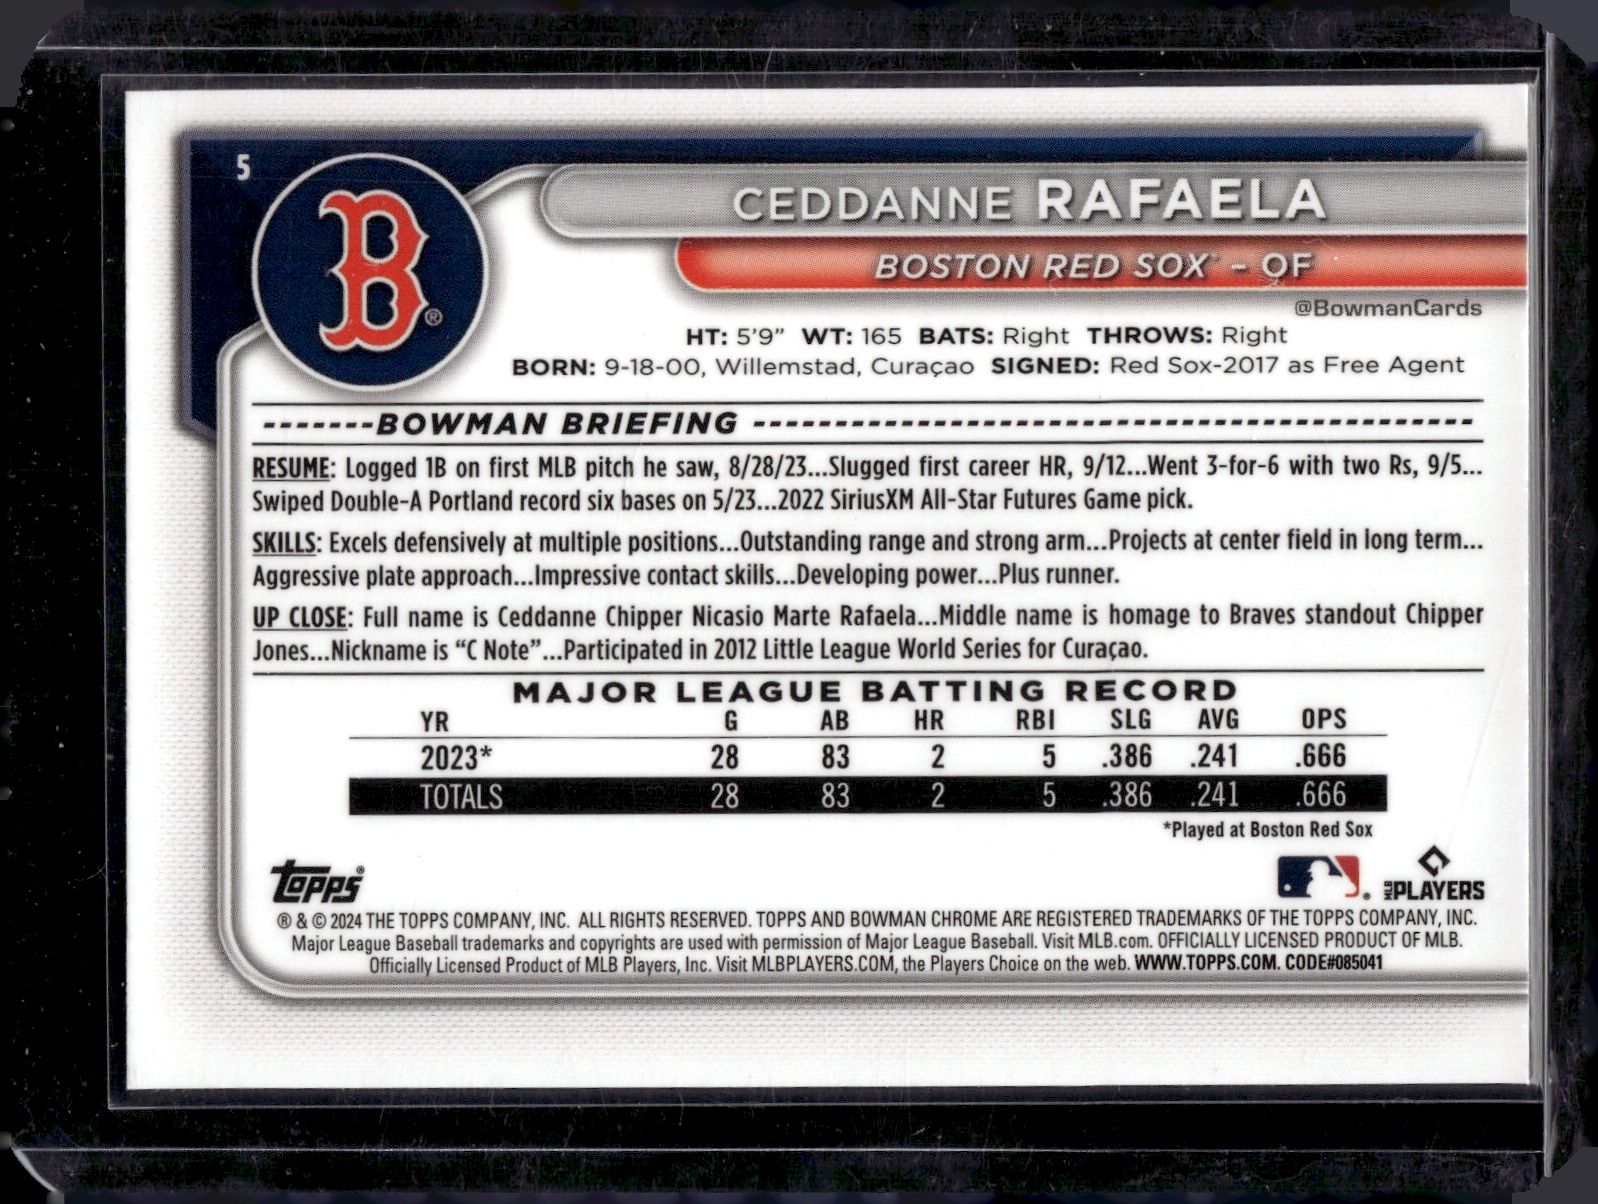 5
B
®
CEDDANNE RAFAELA
BOSTON RED SOX™ - OF
@BowmanCards
HT: 5'9" WT: 165 BATS: Right THROWS: Right
BORN: 9-18-00, Willemstad, Curaçao SIGNED: Red Sox-2017 as Free Agent
-------BOWMAN BRIEFING ----------------------------------------
RESUME: Logged 1B on first MLB pitch he saw, 8/28/23...Slugged first career HR, 9/12...Went 3-for-6 with two Rs, 9/5...
Swiped Double-A Portland record six bases on 5/23...2022 SiriusXM All-Star Futures Game pick.
SKILLS: Excels defensively at multiple positions...Outstanding range and strong arm...Projects at center field in long term...
Aggressive plate approach...Impressive contact skills...Developing power...Plus runner.
UP CLOSE: Full name is Ceddanne Chipper Nicasio Marte Rafaela...Middle name is homage to Braves standout Chipper
Jones...Nickname is “C Note”...Participated in 2012 Little League World Series for Curaçao.
MAJOR LEAGUE BATTING RECORD
YR G AB HR RBI SLG AVG OPS
2023* 28 83 2 5 .386 .241 .666
TOTALS 28 83 2 5 .386 .241 .666
*Played at Boston Red Sox
Topps®
MLB PLAYERS
® & © 2024 THE TOPPS COMPANY, INC. ALL RIGHTS RESERVED. TOPPS AND BOWMAN CHROME ARE REGISTERED TRADEMARKS OF THE TOPPS COMPANY, INC.
Major League Baseball trademarks and copyrights are used with permission of Major League Baseball. Visit MLB.com. OFFICIALLY LICENSED PRODUCT OF MLB.
Officially Licensed Product of MLB Players, Inc. Visit MLBPLAYERS.COM, the Players Choice on the web. WWW.TOPPS.COM. CODE#085041